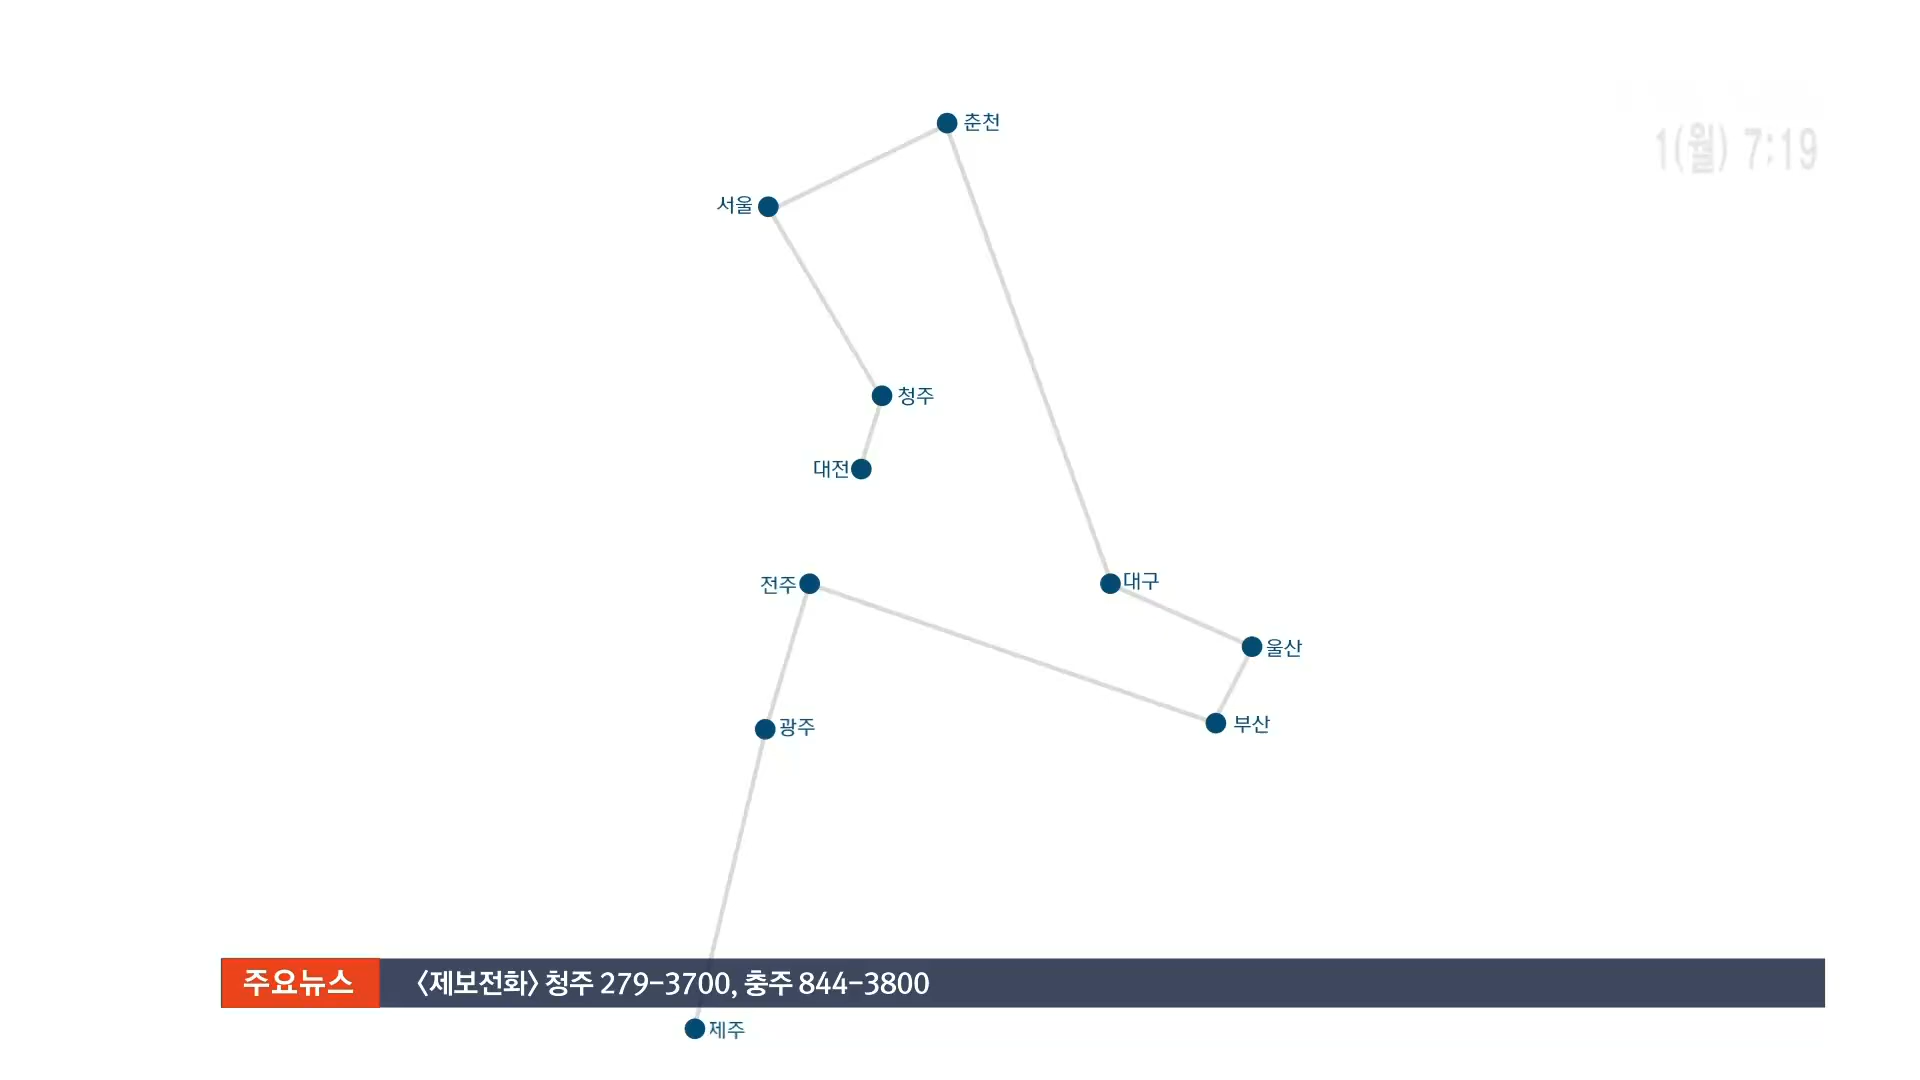 춘천
1(월) 7:19
서울
청주
대전
전주
대구
울산
광주
부산
주요뉴스
〈제보전화〉 청주 279-3700, 충주 844-3800
제주